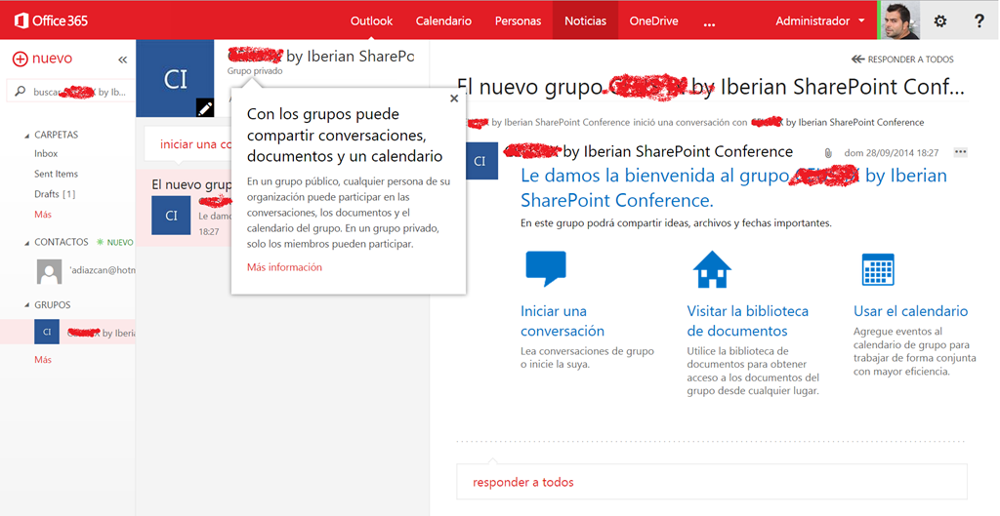 Office 365
Outlook Calendario Personas Noticias OneDrive ... Administrador ?
nuevo «
buscar by Ib...
CARPETAS
Inbox
Sent Items
Drafts [1]
Más
CONTACTOS NUEVO
'adiazcan@hotm
GRUPOS
CI by Iberia
Más
CI
by Iberian SharePo
Grupo privado
iniciar una co
El nuevo grup
CI
Le damo
18:27
Con los grupos puede
compartir conversaciones,
documentos y un calendario
En un grupo público, cualquier persona de su
organización puede participar en las
conversaciones, los documentos y el
calendario del grupo. En un grupo privado,
solo los miembros pueden participar.
Más información
RESPONDER A TODOS
El nuevo grupo by Iberian SharePoint Conf...
by Iberian SharePoint Conference inició una conversación con by Iberian SharePoint Conference
CI
by Iberian SharePoint Conference dom 28/09/2014 18:27 ...
Le damos la bienvenida al grupo by Iberian
SharePoint Conference.
En este grupo podrá compartir ideas, archivos y fechas importantes.
Iniciar una
conversación
Lea conversaciones de grupo
o inicie la suya.
Visitar la biblioteca
de documentos
Utilice la biblioteca de
documentos para obtener
acceso a los documentos del
grupo desde cualquier lugar.
Usar el calendario
Agregue eventos al
calendario de grupo para
trabajar de forma conjunta
con mayor eficiencia.
responder a todos